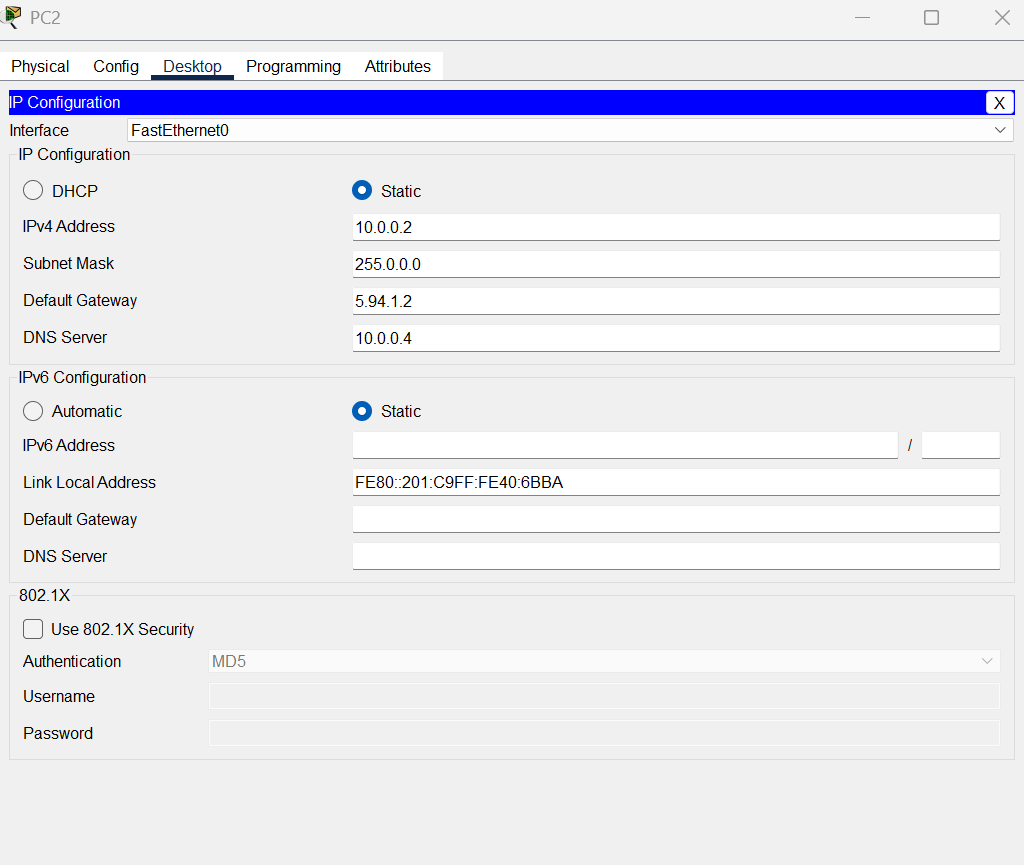 PC2
Physical Config Desktop Programming Attributes
IP Configuration X
Interface FastEthernet0
IP Configuration
DHCP Static
IPv4 Address 10.0.0.2
Subnet Mask 255.0.0.0
Default Gateway 5.94.1.2
DNS Server 10.0.0.4
IPv6 Configuration
Automatic Static
IPv6 Address /
Link Local Address FE80::201:C9FF:FE40:6BBA
Default Gateway
DNS Server
802.1X
Use 802.1X Security
Authentication MD5
Username
Password